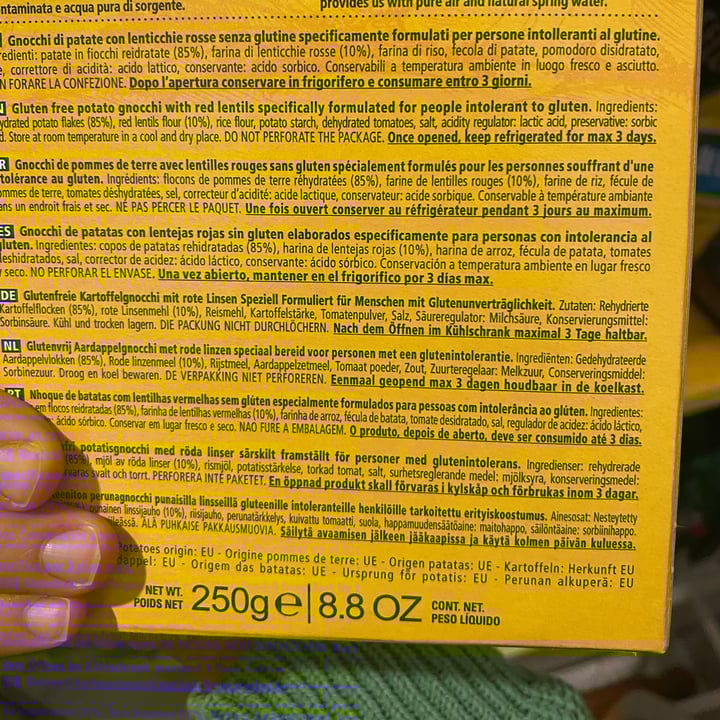 ntaminata e acqua pura di sorgente.
provides us with pure air and natural spring water.
Gnocchi di patate con lenticchie rosse senza glutine specificamente formulati per persone intolleranti al glutine.
redienti: patate in fiocchi reidratate (85%), farina di lenticchie rosse (10%), farina di riso, fecola di patate, pomodoro disidratato,
e, correttore di acidità: acido lattico, conservante: acido sorbico. Conservabili a temperatura ambiente in luogo fresco e asciutto.
N FORARE LA CONFEZIONE. Dopo l'apertura conservare in frigorifero e consumare entro 3 giorni.
N Gluten free potato gnocchi with red lentils specifically formulated for people intolerant to gluten. Ingredients:
ydrated potato flakes (85%), red lentils flour (10%), rice flour, potato starch, dehydrated tomatoes, salt, acidity regulator: lactic acid, preservative: sorbic
d. Store at room temperature in a cool and dry place. DO NOT PERFORATE THE PACKAGE. Once opened, keep refrigerated for max 3 days.
R Gnocchi de pommes de terre avec lentilles rouges sans gluten spécialement formulés pour les personnes souffrant d'une
tolérance au gluten. Ingrédients: flocons de pommes de terre réhydratées (85%), farine de lentilles rouges (10%), farine de riz, fécule de
ommes de terre, tomates déshydratées, sel, correcteur d'acidité: acide lactique, conservateur: acide sorbique. Conservable à température ambiante
ans un endroit frais et sec. NÉ PAS PERCER LE PAQUET. Une fois ouvert conserver au réfrigérateur pendant 3 jours au maximum.
ES Gnocchi de patatas con lentejas rojas sin gluten elaborados específicamente para personas con intolerancia al
gluten. Ingredientes: copos de patatas rehidratadas (85%), harina de lentejas rojas (10%), harina de arroz, fécula de patata, tomates
deshidratados, sal, corrector de acidez: ácido láctico, conservante: ácido sórbico. Conservación a temperatura ambiente en lugar fresco
y seco. NO PERFORAR EL ENVASE. Una vez abierto, mantener en el frigorífico por 3 días max.
DE Glutenfreie Kartoffelgnocchi mit rote Linsen Speziell Formuliert für Menschen mit Glutenunverträglichkeit. Zutaten: Rehydrierte
Kartoffelflocken (85%), rote Linsenmehl (10%), Reismehl, Kartoffelstärke, Tomatenpulver, Salz, Säureregulator: Milchsäure, Konservierungsmittel:
Sorbinsäure. Kühl und trocken lagern. DIE PACKUNG NICHT DURCHLÖCHERN. Nach dem Öffnen im Kühlschrank maximal 3 Tage haltbar.
NL Glutenvrij Aardappelgnocchi met rode linzen speciaal bereid voor personen met een glutenintolerantie. Ingrediënten: Gedehydrateerde
Aardappelvlokken (85%), Rode linzenmeel (10%), Rijstmeel, Aardappelzetmeel, Tomaat poeder, Zout, Zuurteregelaar: Melkzuur, Conserveringsmiddel:
Sorbinezuur. Droog en koel bewaren. DE VERPAKKING NIET PERFOREREN. Eenmaal geopend max 3 dagen houdbaar in de koelkast.
PT Nhoque de batatas com lentilhas vermelhas sem glúten especialmente formulados para pessoas com intolerância ao glúten. Ingredientes:
em flocos reidratadas (85%), farinha de lentilhas vermelhas (10%), farinha de arroz, fécula de batata, tomate desidratado, sal, regulador de acidez: ácido láctico,
ácido sórbico. Conservar em lugar fresco e seco. NAO FURE A EMBALAGEM. O produto, depois de aberto, deve ser consumido até 3 dias.
fri potatisgnocchi med röda linser särskilt framställt för personer med glutenintolerans. Ingredienser: rehydrerade
(85%), mjöl av röda linser (10%), rismjöl, potatisstärkelse, torkad tomat, salt, surhetsreglerande medel: mjölksyra, konserveringsmedel:
varas svalt och torrt. PERFORERA INTE PAKETET. En öppnad produkt skall förvaras i kylskåp och förbrukas inom 3 dagar.
eeniton perunagnocchi punaisilla linsseillä gluteenille intoleranteille henkilöille tarkoitettu erityiskoostumus. Ainesosat: Nesteytetty
punainen linssijauho (10%), riisijauho, perunatärkkelys, kuivattu tomaatti, suola, happamuudensäätöaine: maitohappo, säilöntäaine: sorbiinihappo.
ileässä. ÄLÄ PUHKAISE PAKKAUSMUOVIA. Säilytä avaamisen jälkeen jääkaapissa ja käytä kolmen päivän kuluessa.
Potatoes origin: EU - Origine pommes de terre: UE - Origen patatas: UE - Kartoffeln: Herkunft EU
dappel: EU - Origem das batatas: UE - Ursprung för potatis: EU - Perunan alkuperä: EU
NET WT.
POIDS NET
250g e | 8.8 OZ
CONT. NET.
PESO LÍQUIDO